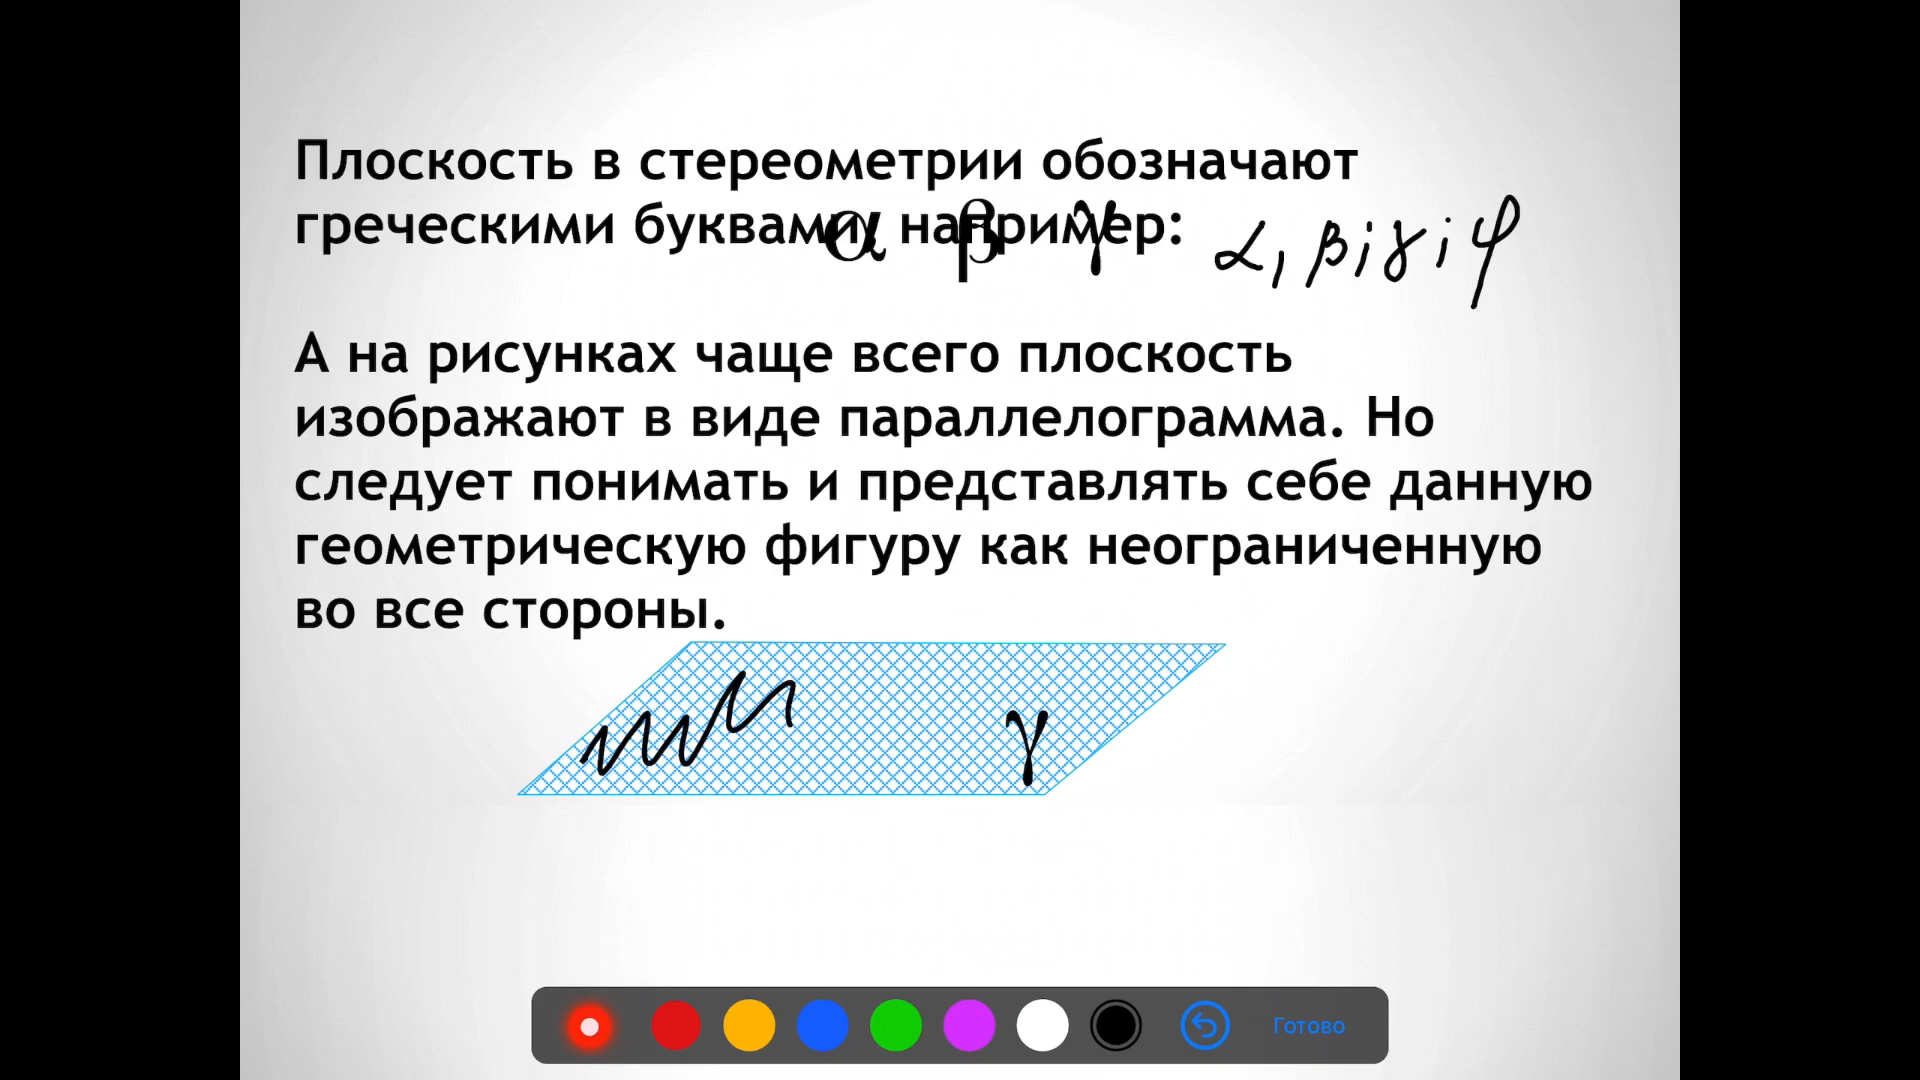 Плоскость в стереометрии обозначают
греческими буквами, например: α, β; γ; φ
α β γ
А на рисунках чаще всего плоскость
изображают в виде параллелограмма. Но
следует понимать и представлять себе данную
геометрическую фигуру как неограниченную
во все стороны.
γ
Готово